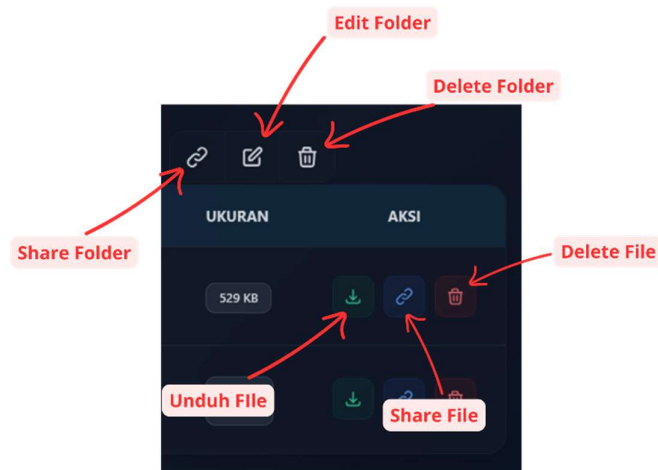 Edit Folder
Delete Folder
UKURAN AKSI
Share Folder
Delete File
529 KB
Unduh FIle
Share File